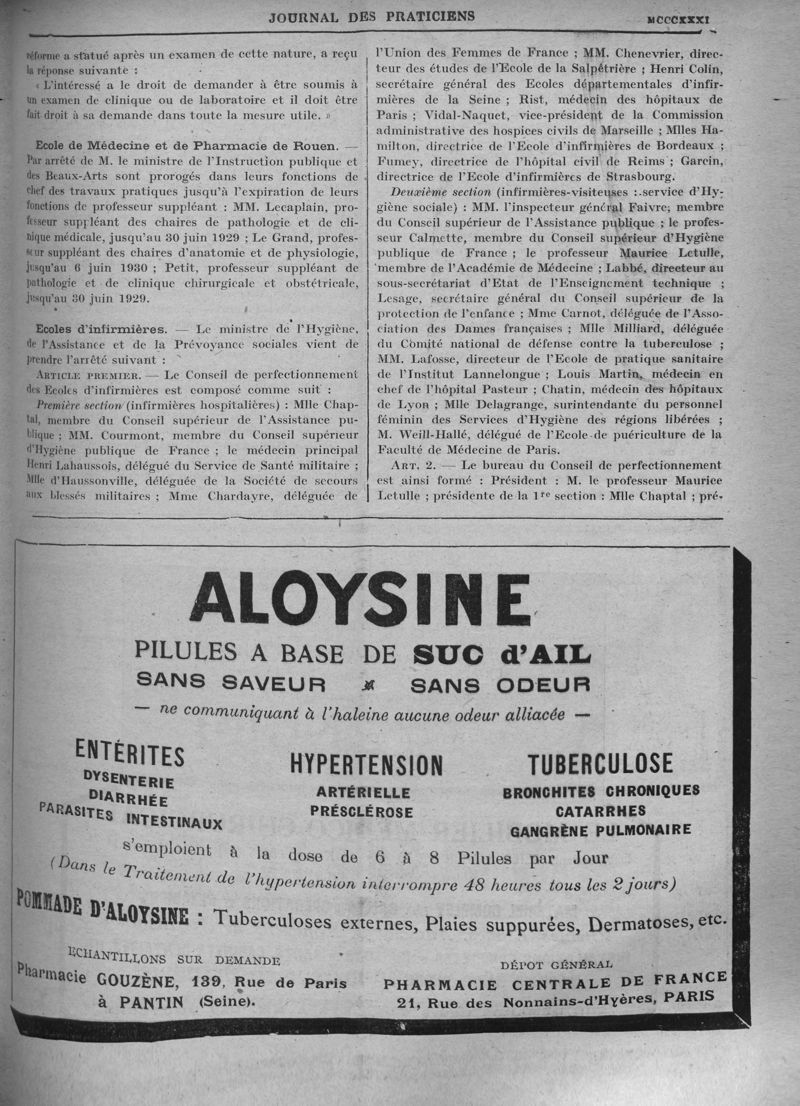 JOURNAL DES PRATICIENS
MCCCXXXI
réforme a statué après un examen de cette nature, a reçu
la réponse suivante :
« L'intéressé a le droit de demander à être soumis à
un examen de clinique ou de laboratoire et il doit être
fait droit à sa demande dans toute la mesure utile. »
Ecole de Médecine et de Pharmacie de Rouen. —
Par arrêté de M. le ministre de l'Instruction publique et
des Beaux-Arts sont prorogés dans leurs fonctions de
chef des travaux pratiques jusqu'à l'expiration de leurs
fonctions de professeur suppléant : MM. Lecaplain, pro-
fesseur suppléant des chaires de pathologie et de cli-
nique médicale, jusqu'au 30 juin 1929 ; Le Grand, profes-
seur suppléant des chaires d'anatomie et de physiologie,
jusqu'au 6 juin 1930 ; Petit, professeur suppléant de
pathologie et de clinique chirurgicale et obstétricale,
jusqu'au 30 juin 1929.
Ecoles d'infirmières. — Le ministre de l'Hygiène,
de l'Assistance et de la Prévoyance sociales vient de
prendre l'arrêté suivant :
ARTICLE PREMIER. — Le Conseil de perfectionnement
des Ecoles d'infirmières est composé comme suit :
Première section (infirmières hospitalières) : Mlle Chap-
tal, membre du Conseil supérieur de l'Assistance pu-
blique ; MM. Courmont, membre du Conseil supérieur
d'Hygiène publique de France ; le médecin principal
Henri Lahaussois, délégué du Service de Santé militaire ;
Mlle d'Haussonville, déléguée de la Société de secours
aux blessés militaires ; Mme Chardayre, déléguée de
l'Union des Femmes de France ; MM. Chenevrier, direc-
teur des études de l'Ecole de la Salpêtrière ; Henri Colin,
secrétaire général des Ecoles départementales d'infir-
mières de la Seine ; Rist, médecin des hôpitaux de
Paris ; Vidal-Naquet, vice-président de la Commission
administrative des hospices civils de Marseille ; Mlles Ha-
milton, directrice de l'Ecole d'infirmières de Bordeaux ;
Fumey, directrice de l'hôpital civil de Reims ; Garcin,
directrice de l'Ecole d'infirmières de Strasbourg.
Deuxième section (infirmières-visiteuses : service d'Hy-
giène sociale) : MM. l'inspecteur général Faivre, membre
du Conseil supérieur de l'Assistance publique ; le profes-
seur Calmette, membre du Conseil supérieur d'Hygiène
publique de France ; le professeur Maurice Letulle,
membre de l'Académie de Médecine ; Labbé, directeur au
sous-secrétariat d'Etat de l'Enseignement technique ;
Lesage, secrétaire général du Conseil supérieur de la
protection de l'enfance ; Mme Carnot, déléguée de l'Asso-
ciation des Dames françaises ; Mlle Milliard, déléguée
du Comité national de défense contre la tuberculose ;
MM. Lafosse, directeur de l'Ecole de pratique sanitaire
de l'Institut Lannelongue ; Louis Martin, médecin en
chef de l'hôpital Pasteur ; Chatin, médecin des hôpitaux
de Lyon ; Mlle Delagrange, surintendante du personnel
féminin des Services d'Hygiène des régions libérées ;
M. Weill-Hallé, délégué de l'Ecole de puériculture de la
Faculté de Médecine de Paris.
ART. 2. — Le bureau du Conseil de perfectionnement
est ainsi formé : Président : M. le professeur Maurice
Letulle ; présidente de la 1re section : Mlle Chaptal ; pré-
ALOYSINE
PILULES A BASE DE SUC d'AIL
SANS SAVEUR SANS ODEUR
— ne communiquant à l'haleine aucune odeur alliacée —
ENTÉRITES
DYSENTERIE
DIARRHÉE
PARASITES INTESTINAUX
HYPERTENSION
ARTÉRIELLE
PRÉSCLÉROSE
TUBERCULOSE
BRONCHITES CHRONIQUES
CATARRHES
GANGRÈNE PULMONAIRE
s'emploient à la dose de 6 à 8 Pilules par Jour
(Dans le Traitement de l'hypertension interrompre 48 heures tous les 2 jours)
POMMADE D'ALOYSINE : Tuberculoses externes, Plaies suppurées, Dermatoses, etc.
ECHANTILLONS SUR DEMANDE
Pharmacie GOUZÈNE, 139, Rue de Paris
à PANTIN (Seine).
DÉPOT GÉNÉRAL
PHARMACIE CENTRALE DE FRANCE
21, Rue des Nonnains-d'Hyères, PARIS